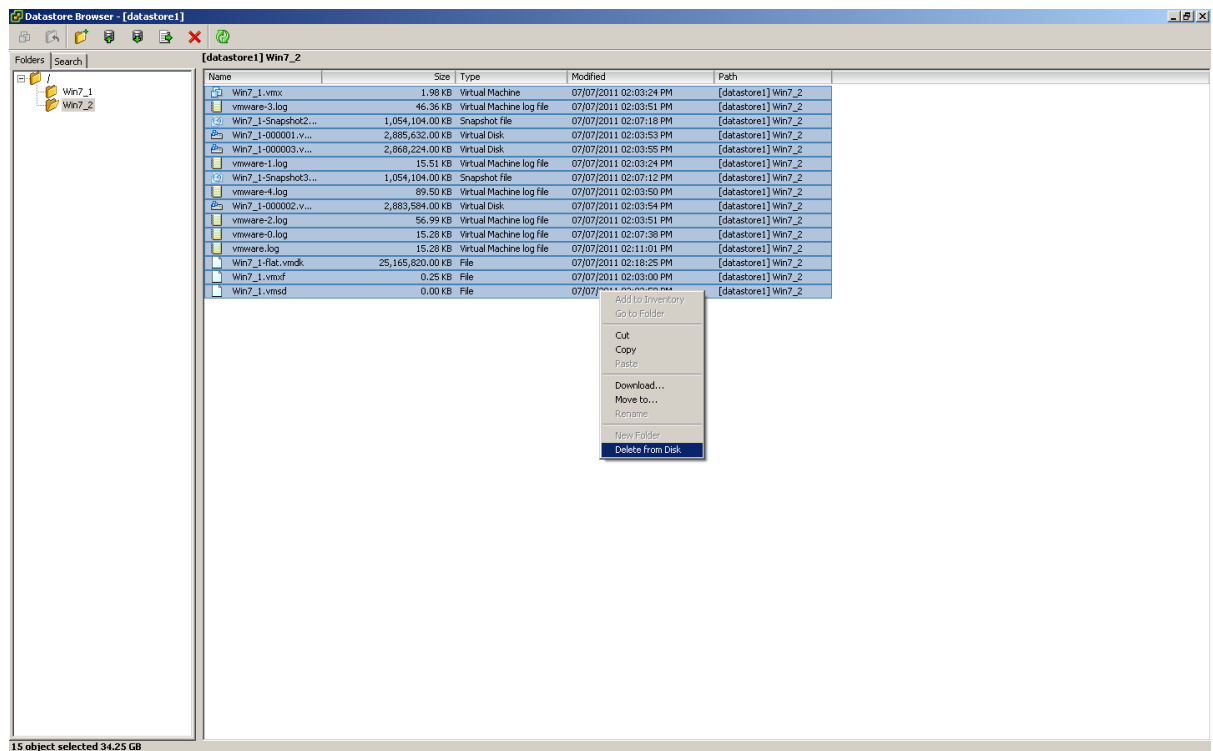 Datastore Browser - [datastore1]
Folders Search
[datastore1] Win7_2
/
Win7_1
Win7_2
Name Size Type Modified Path
Win7_1.vmx 1.98 KB Virtual Machine 07/07/2011 02:03:24 PM [datastore1] Win7_2
vmware-3.log 46.36 KB Virtual Machine log file 07/07/2011 02:03:51 PM [datastore1] Win7_2
Win7_1-Snapshot2... 1,054,104.00 KB Snapshot file 07/07/2011 02:07:18 PM [datastore1] Win7_2
Win7_1-000001.v... 2,885,632.00 KB Virtual Disk 07/07/2011 02:03:53 PM [datastore1] Win7_2
Win7_1-000003.v... 2,868,224.00 KB Virtual Disk 07/07/2011 02:03:55 PM [datastore1] Win7_2
vmware-1.log 15.51 KB Virtual Machine log file 07/07/2011 02:03:24 PM [datastore1] Win7_2
Win7_1-Snapshot3... 1,054,104.00 KB Snapshot file 07/07/2011 02:07:12 PM [datastore1] Win7_2
vmware-4.log 89.50 KB Virtual Machine log file 07/07/2011 02:03:50 PM [datastore1] Win7_2
Win7_1-000002.v... 2,883,584.00 KB Virtual Disk 07/07/2011 02:03:54 PM [datastore1] Win7_2
vmware-2.log 56.99 KB Virtual Machine log file 07/07/2011 02:03:51 PM [datastore1] Win7_2
vmware-0.log 15.28 KB Virtual Machine log file 07/07/2011 02:07:38 PM [datastore1] Win7_2
vmware.log 15.28 KB Virtual Machine log file 07/07/2011 02:11:01 PM [datastore1] Win7_2
Win7_1-flat.vmdk 25,165,820.00 KB File 07/07/2011 02:18:25 PM [datastore1] Win7_2
Win7_1.vmxf 0.25 KB File 07/07/2011 02:03:00 PM [datastore1] Win7_2
Win7_1.vmsd 0.00 KB File [datastore1] Win7_2
Add to Inventory
Go to Folder
Cut
Copy
Paste
Download...
Move to...
Rename
New Folder
Delete from Disk
15 object selected 34.25 GB